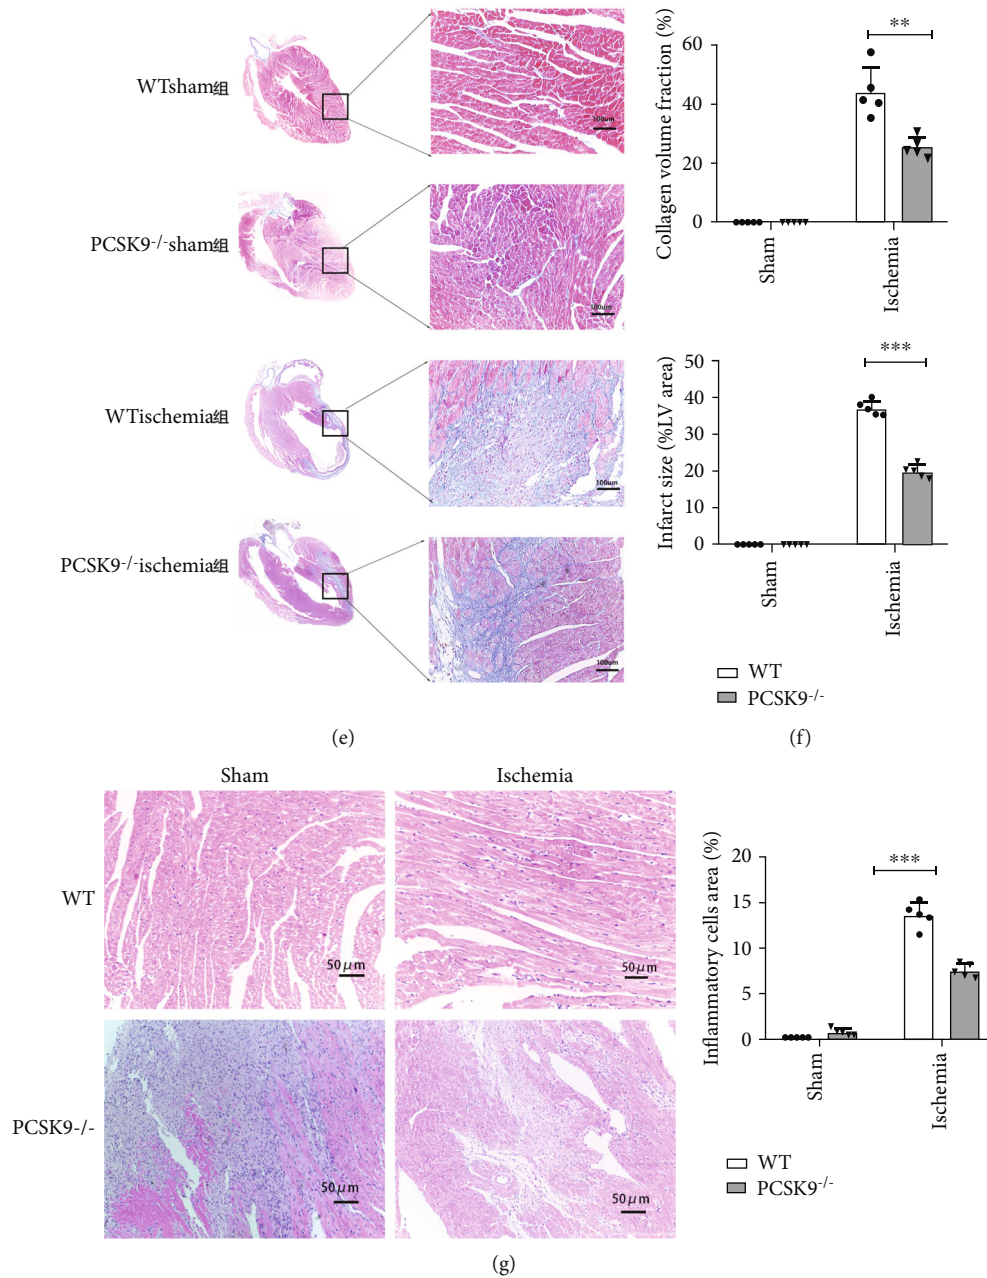 WTsham组
100um
PCSK9-/-sham组
100um
WTischemia组
100um
PCSK9-/-ischemia组
100um
(e)
Collagen volume fraction (%)
60
40
20
0
**
Sham
Ischemia
Infarct size (%LV area)
50
40
30
20
10
0
***
Sham
Ischemia
WT
PCSK9-/-
(f)
Sham
Ischemia
WT
50 μm
50 μm
PCSK9-/-
50 μm
50 μm
Inflammatory cells area (%)
20
15
10
5
0
***
Sham
Ischemia
WT
PCSK9-/-
(g)